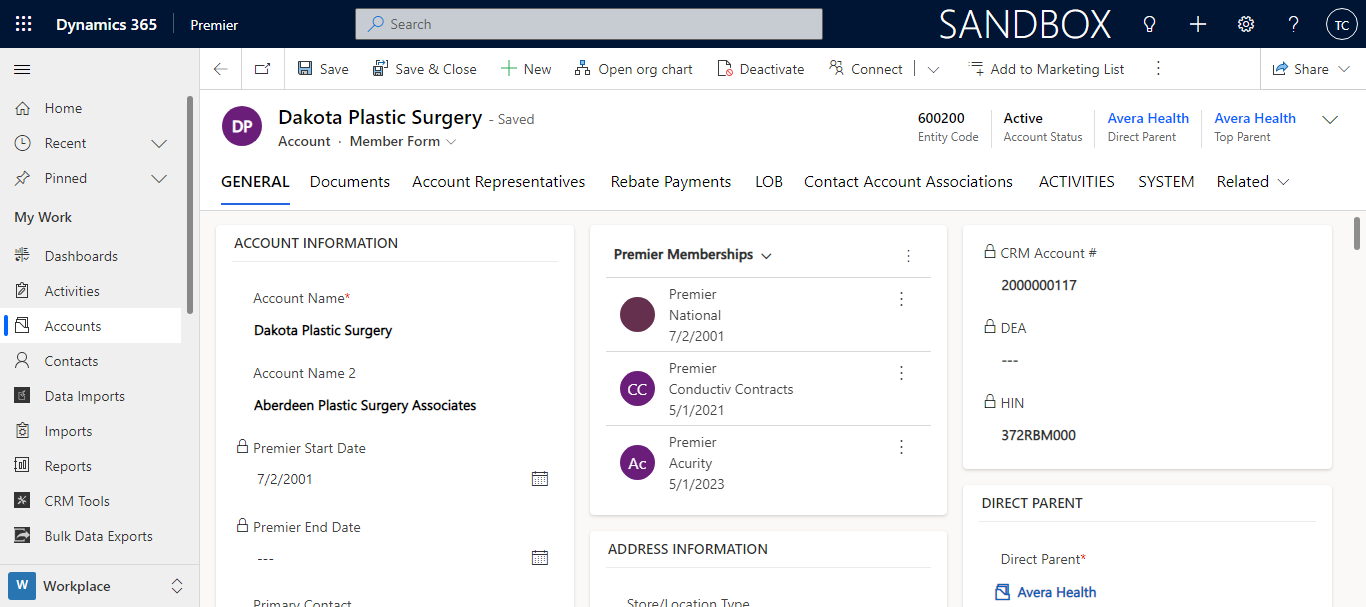 Dynamics 365
Premier
Search
SANDBOX
?
TC
Save
Save & Close
New
Open org chart
Deactivate
Connect
Add to Marketing List
Share
Home
Recent
Pinned
My Work
Dashboards
Activities
Accounts
Contacts
Data Imports
Imports
Reports
CRM Tools
Bulk Data Exports
W
Workplace
DP
Dakota Plastic Surgery - Saved
Account · Member Form
600200
Entity Code
Active
Account Status
Avera Health
Direct Parent
Avera Health
Top Parent
GENERAL
Documents
Account Representatives
Rebate Payments
LOB
Contact Account Associations
ACTIVITIES
SYSTEM
Related
ACCOUNT INFORMATION
Account Name*
Dakota Plastic Surgery
Account Name 2
Aberdeen Plastic Surgery Associates
Premier Start Date
7/2/2001
Premier End Date
---
Primary Contact
Premier Memberships
Premier
National
7/2/2001
CC
Premier
Conductiv Contracts
5/1/2021
Ac
Premier
Acurity
5/1/2023
ADDRESS INFORMATION
Store/Location Type
CRM Account #
2000000117
DEA
---
HIN
372RBM000
DIRECT PARENT
Direct Parent*
Avera Health